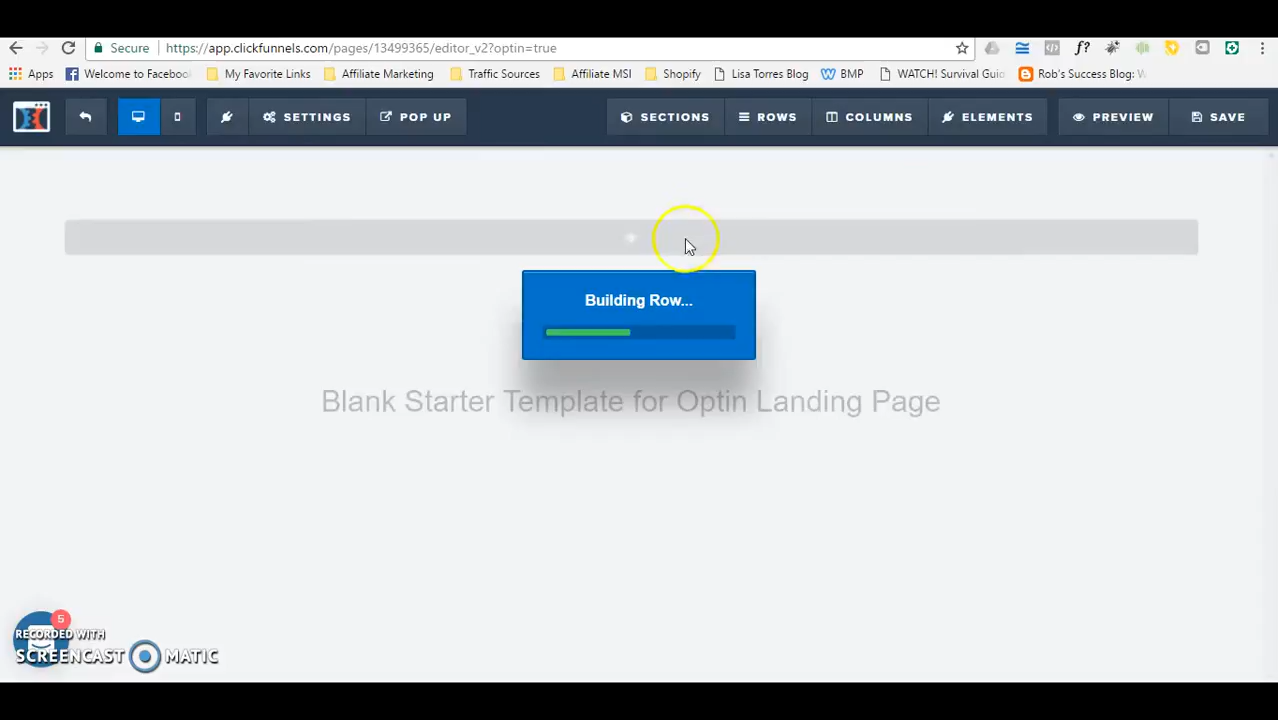 Secure https://app.clickfunnels.com/pages/13499365/editor_v2?optin=true
Apps Welcome to Facebook My Favorite Links Affiliate Marketing Traffic Sources Affiliate MSI Shopify Lisa Torres Blog BMP WATCH! Survival Guid Rob's Success Blog: W
SETTINGS POP UP SECTIONS ROWS COLUMNS ELEMENTS PREVIEW SAVE
Building Row...
Blank Starter Template for Optin Landing Page
5
RECORDED WITH
SCREENCAST MATIC